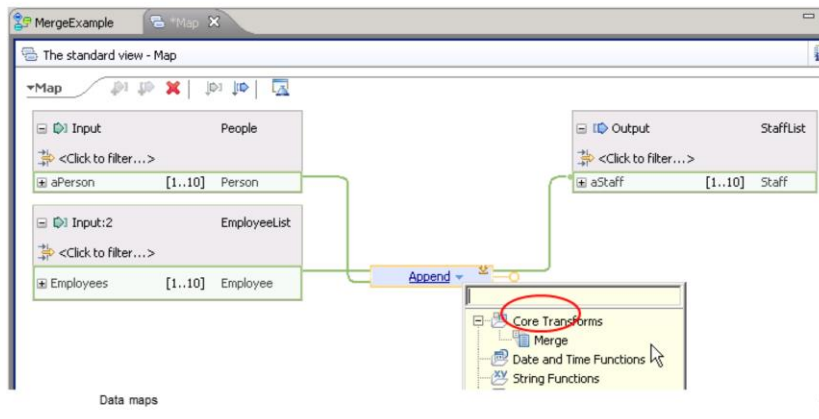 MergeExample *Map
The standard view - Map
Map
Input People
<Click to filter...>
aPerson [1..10] Person
Input:2 EmployeeList
<Click to filter...>
Employees [1..10] Employee
Output StaffList
<Click to filter...>
aStaff [1..10] Staff
Append
Core Transforms
Merge
Date and Time Functions
String Functions
Data maps